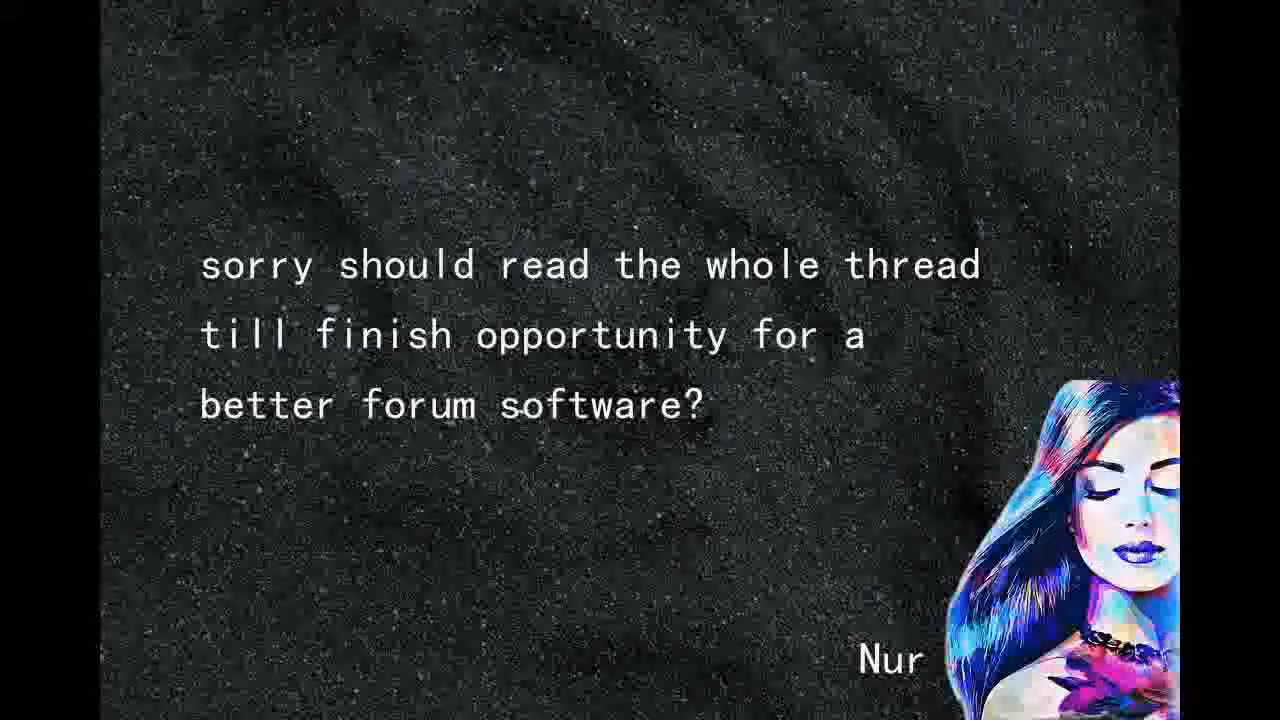 sorry should read the whole thread
till finish opportunity for a
better forum software?
Nur